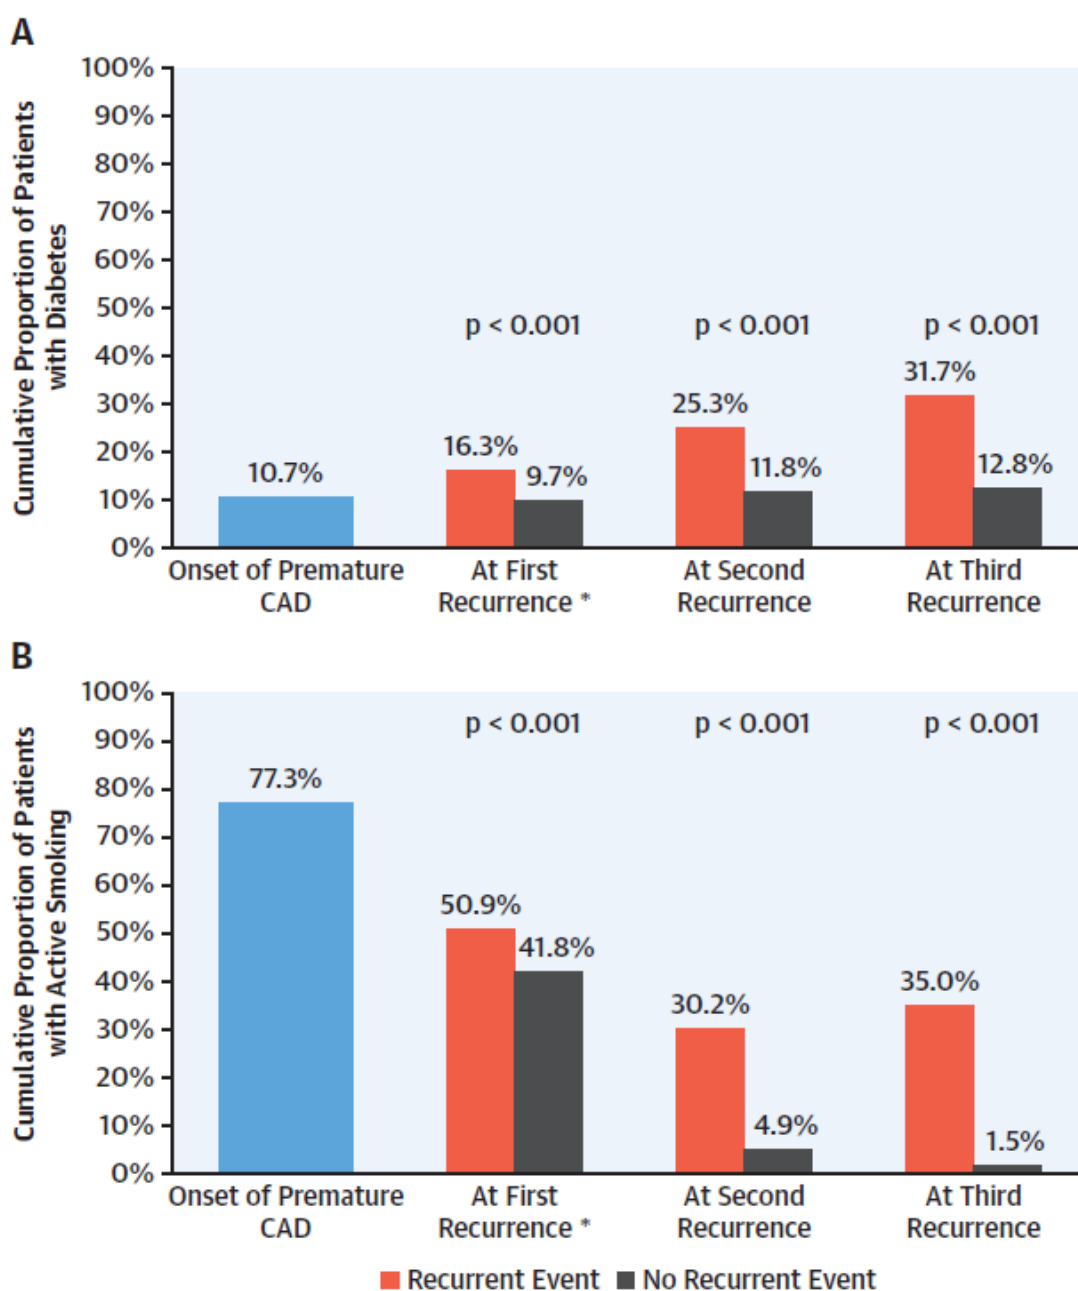 A
Cumulative Proportion of Patients
with Diabetes
100%
90%
80%
70%
60%
50%
40%
30%
20%
10%
0%
p < 0.001
p < 0.001
p < 0.001
10.7%
16.3%
9.7%
25.3%
11.8%
31.7%
12.8%
Onset of Premature
CAD
At First
Recurrence *
At Second
Recurrence
At Third
Recurrence
B
Cumulative Proportion of Patients
with Active Smoking
100%
90%
80%
70%
60%
50%
40%
30%
20%
10%
0%
p < 0.001
p < 0.001
p < 0.001
77.3%
50.9%
41.8%
30.2%
4.9%
35.0%
1.5%
Onset of Premature
CAD
At First
Recurrence *
At Second
Recurrence
At Third
Recurrence
Recurrent Event
No Recurrent Event